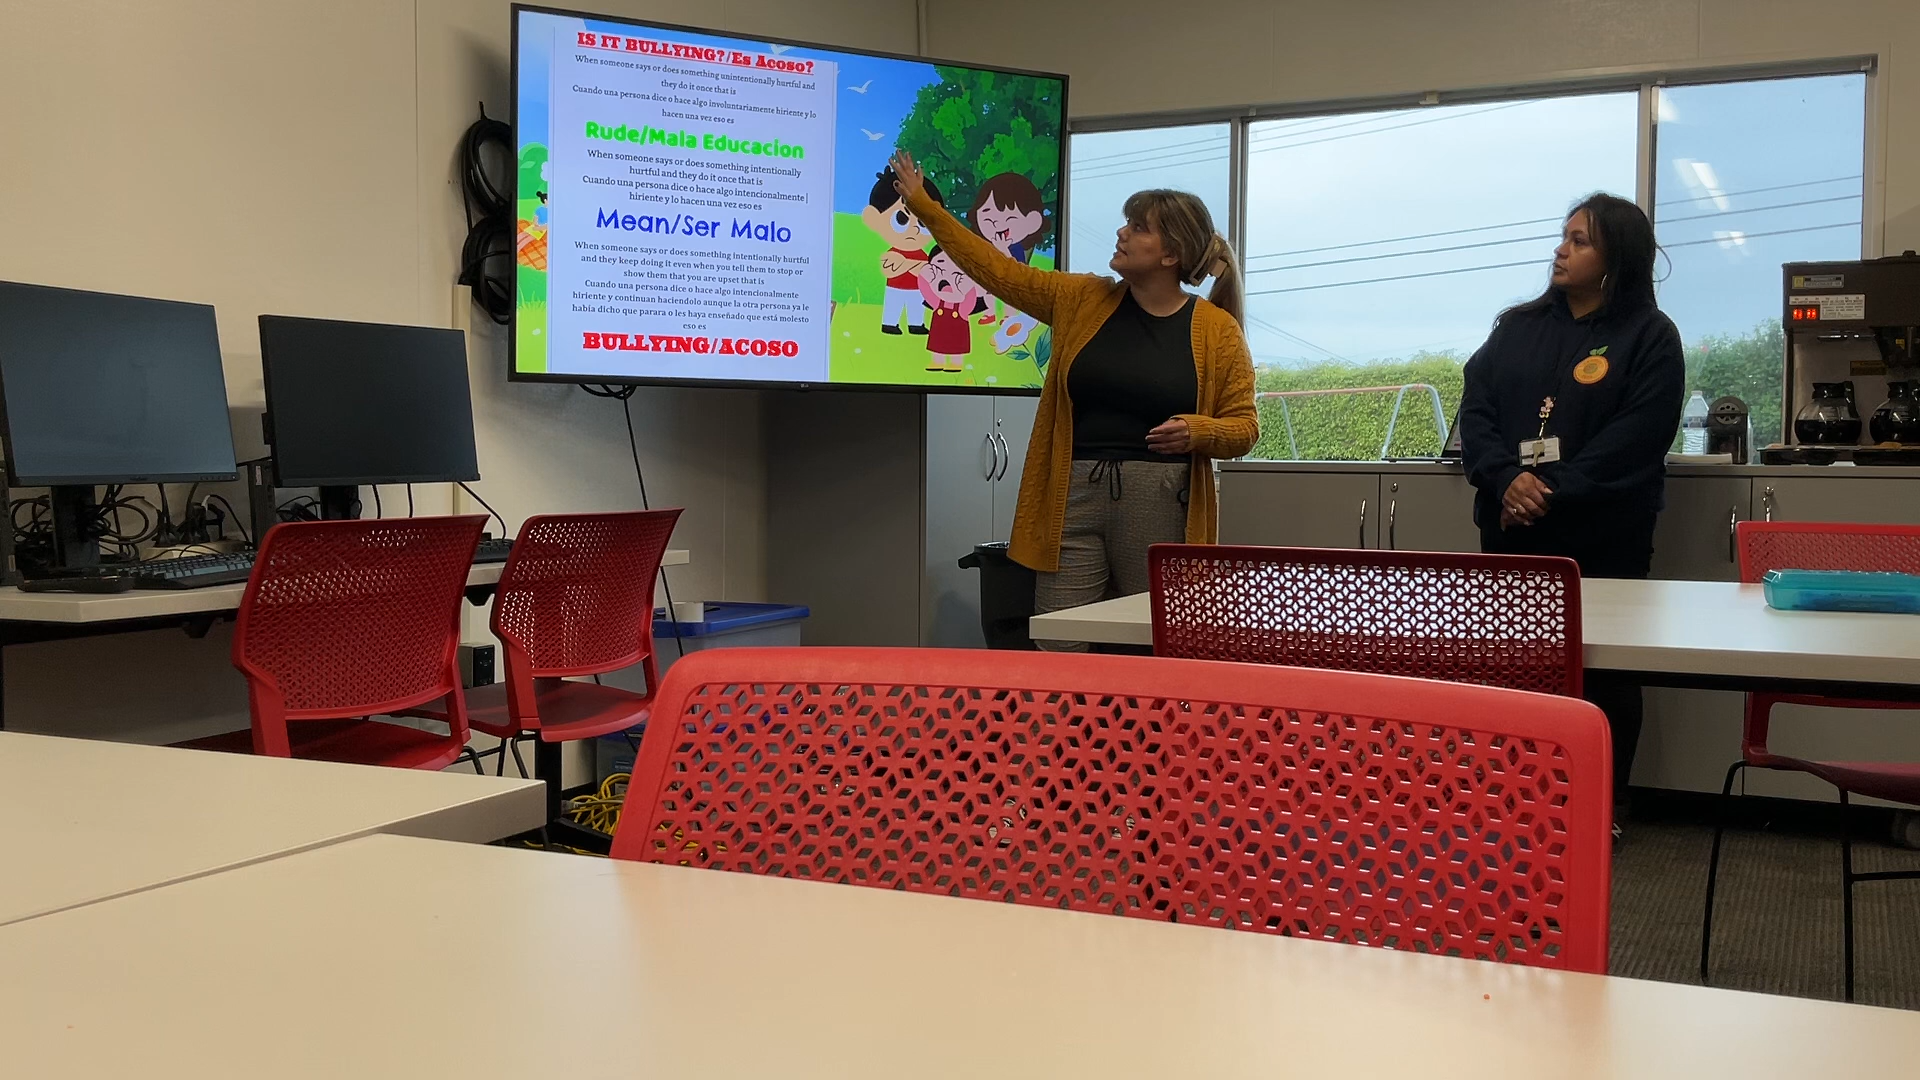 IS IT BULLYING?/Es Acoso?
When someone says or does something unintentionally hurtful and
they do it once that is
Cuando una persona dice o hace algo involuntariamente hiriente y lo
hacen una vez eso es
Rude/Mala Educacion
When someone says or does something intentionally
hurtful and they do it once that is
Cuando una persona dice o hace algo intencionalmente
hiriente y lo hacen una vez eso es
Mean/Ser Malo
When someone says or does something intentionally hurtful
and they keep doing it even when you tell them to stop or
show them that you are upset that is
Cuando una persona dice o hace algo intencionalmente
hiriente y continuan haciendolo aunque la otra persona ya le
había dicho que parara o les haya enseñado que está molesto
eso es
BULLYING/ACOSO
LG